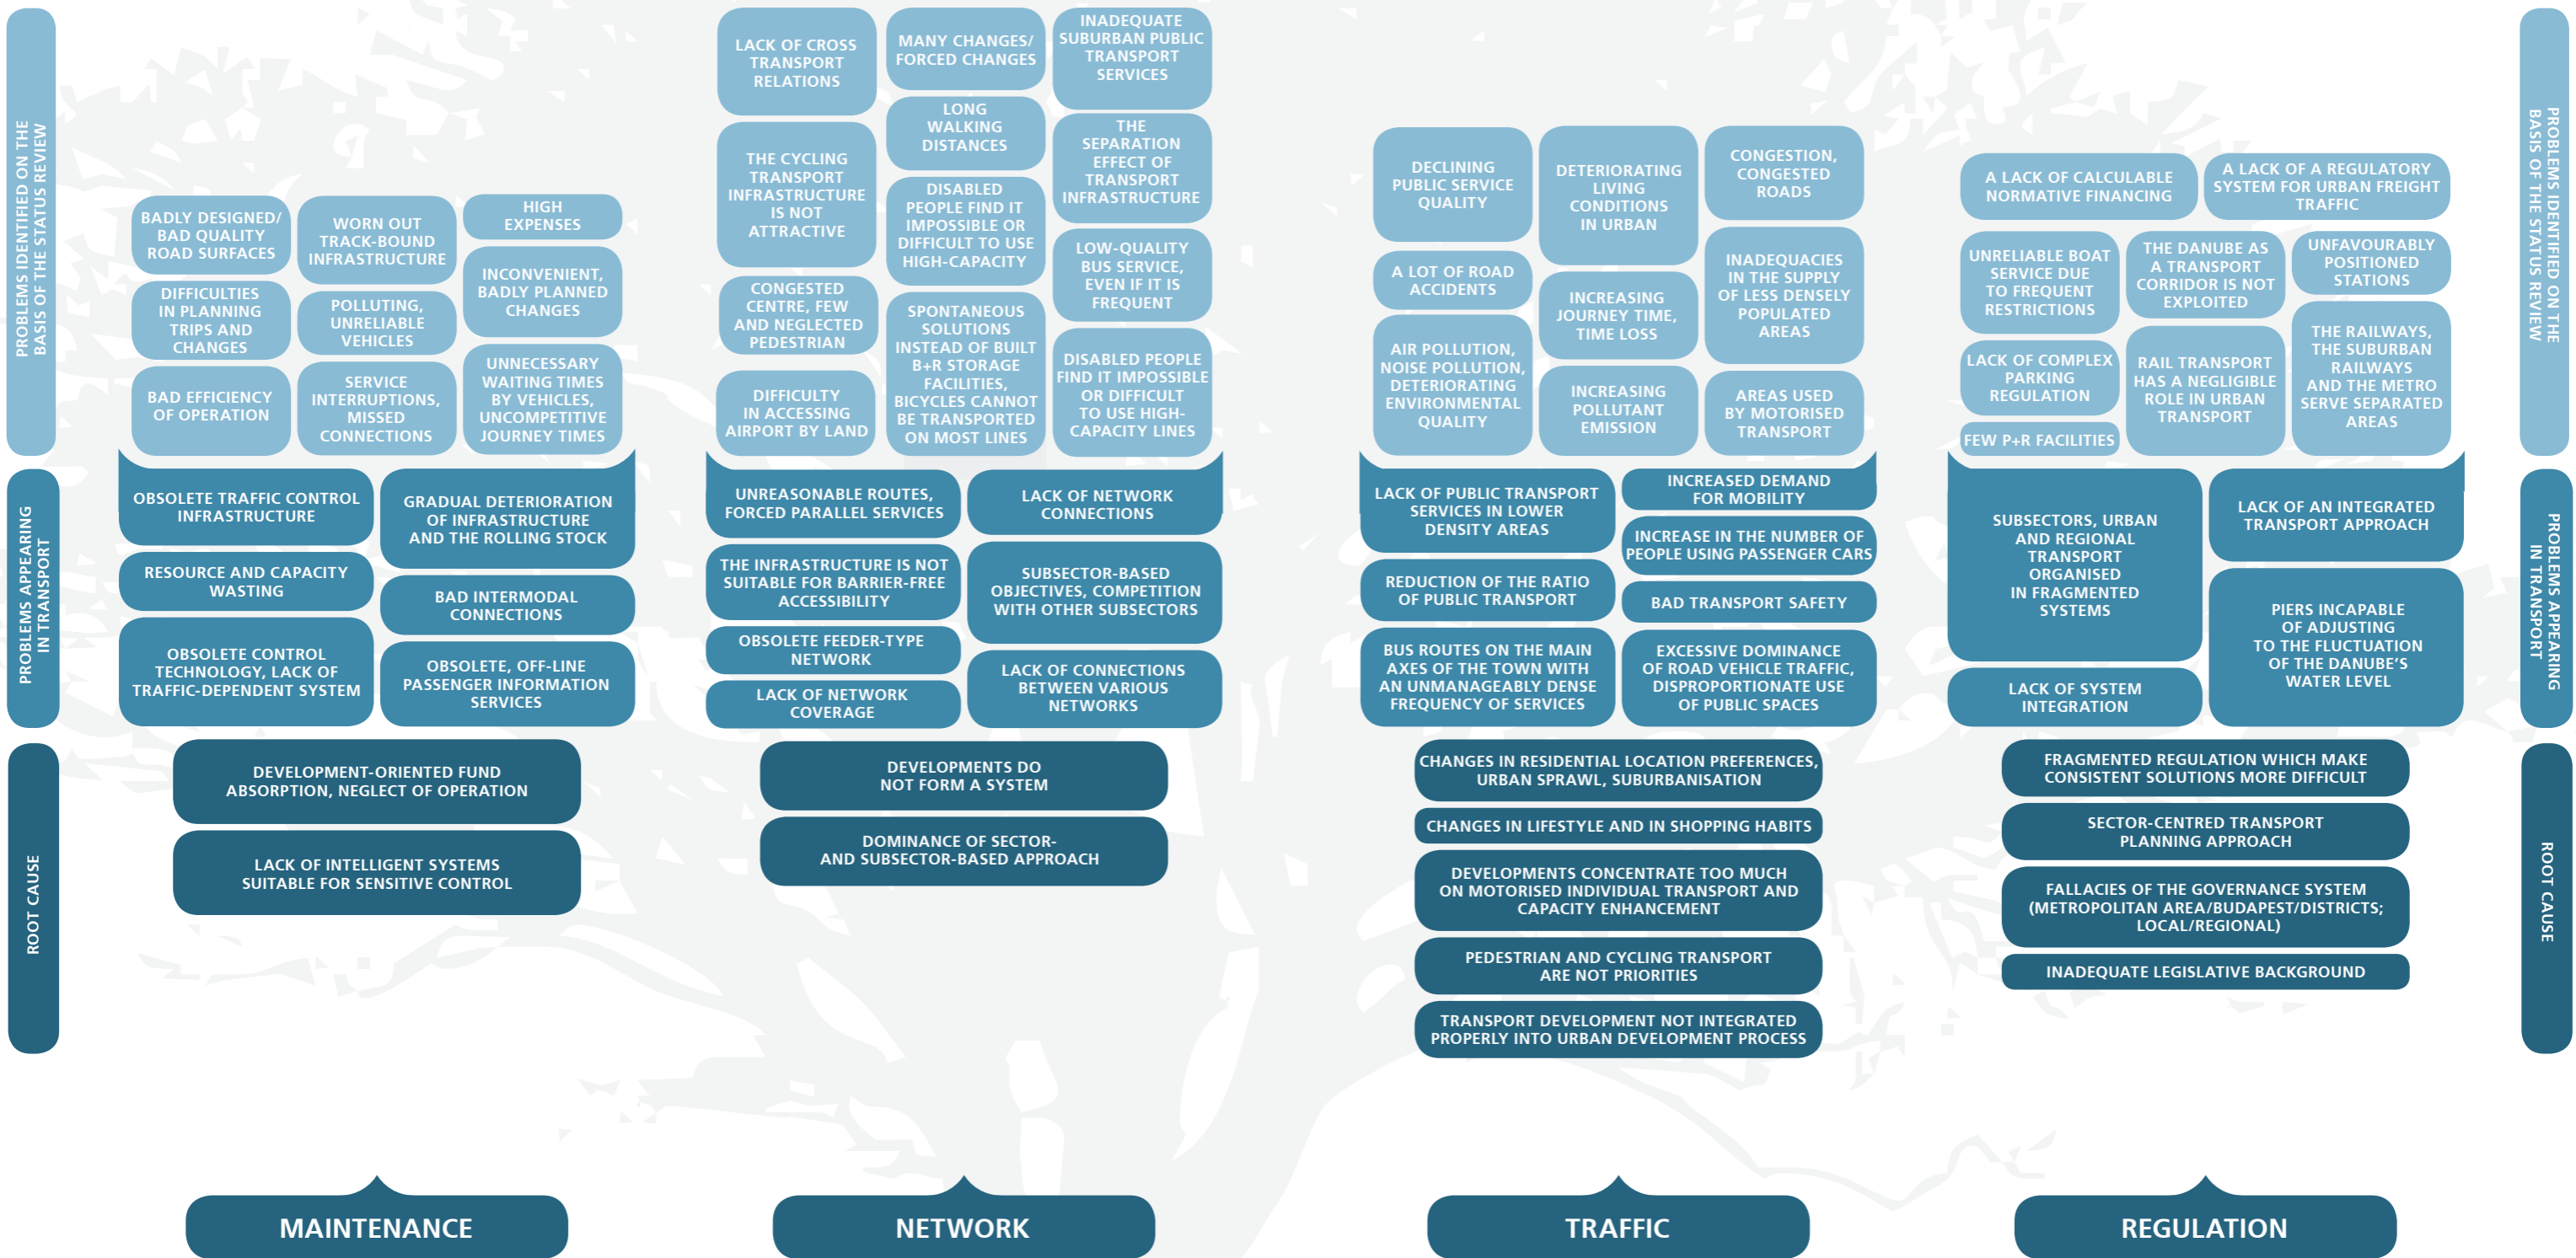 PROBLEMS IDENTIFIED ON THE
BASIS OF THE STATUS REVIEW
PROBLEMS APPEARING
IN TRANSPORT
ROOT CAUSE
BADLY DESIGNED/
BAD QUALITY
ROAD SURFACES
DIFFICULTIES
IN PLANNING
TRIPS AND
CHANGES
BAD EFFICIENCY
OF OPERATION
WORN OUT
TRACK-BOUND
INFRASTRUCTURE
POLLUTING,
UNRELIABLE
VEHICLES
SERVICE
INTERRUPTIONS,
MISSED
CONNECTIONS
HIGH
EXPENSES
INCONVENIENT,
BADLY PLANNED
CHANGES
UNNECESSARY
WAITING TIMES
BY VEHICLES,
UNCOMPETITIVE
JOURNEY TIMES
OBSOLETE TRAFFIC CONTROL
INFRASTRUCTURE
RESOURCE AND CAPACITY
WASTING
OBSOLETE CONTROL
TECHNOLOGY, LACK OF
TRAFFIC-DEPENDENT SYSTEM
GRADUAL DETERIORATION
OF INFRASTRUCTURE
AND THE ROLLING STOCK
BAD INTERMODAL
CONNECTIONS
OBSOLETE, OFF-LINE
PASSENGER INFORMATION
SERVICES
DEVELOPMENT-ORIENTED FUND
ABSORPTION, NEGLECT OF OPERATION
LACK OF INTELLIGENT SYSTEMS
SUITABLE FOR SENSITIVE CONTROL
MAINTENANCE
LACK OF CROSS
TRANSPORT
RELATIONS
THE CYCLING
TRANSPORT
INFRASTRUCTURE
IS NOT
ATTRACTIVE
CONGESTED
CENTRE, FEW
AND NEGLECTED
PEDESTRIAN
DIFFICULTY
IN ACCESSING
AIRPORT BY LAND
MANY CHANGES/
FORCED CHANGES
LONG
WALKING
DISTANCES
DISABLED
PEOPLE FIND IT
IMPOSSIBLE OR
DIFFICULT TO USE
HIGH-CAPACITY
SPONTANEOUS
SOLUTIONS
INSTEAD OF BUILT
B+R STORAGE
FACILITIES,
BICYCLES CANNOT
BE TRANSPORTED
ON MOST LINES
INADEQUATE
SUBURBAN PUBLIC
TRANSPORT
SERVICES
THE
SEPARATION
EFFECT OF
TRANSPORT
INFRASTRUCTURE
LOW-QUALITY
BUS SERVICE,
EVEN IF IT IS
FREQUENT
DISABLED PEOPLE
FIND IT IMPOSSIBLE
OR DIFFICULT
TO USE HIGH-
CAPACITY LINES
UNREASONABLE ROUTES,
FORCED PARALLEL SERVICES
THE INFRASTRUCTURE IS NOT
SUITABLE FOR BARRIER-FREE
ACCESSIBILITY
OBSOLETE FEEDER-TYPE
NETWORK
LACK OF NETWORK
COVERAGE
LACK OF NETWORK
CONNECTIONS
SUBSECTOR-BASED
OBJECTIVES, COMPETITION
WITH OTHER SUBSECTORS
LACK OF CONNECTIONS
BETWEEN VARIOUS
NETWORKS
DEVELOPMENTS DO
NOT FORM A SYSTEM
DOMINANCE OF SECTOR-
AND SUBSECTOR-BASED APPROACH
NETWORK
DECLINING
PUBLIC SERVICE
QUALITY
A LOT OF ROAD
ACCIDENTS
AIR POLLUTION,
NOISE POLLUTION,
DETERIORATING
ENVIRONMENTAL
QUALITY
DETERIORATING
LIVING
CONDITIONS
IN URBAN
INCREASING
JOURNEY TIME,
TIME LOSS
INCREASING
POLLUTANT
EMISSION
CONGESTION,
CONGESTED
ROADS
INADEQUACIES
IN THE SUPPLY
OF LESS DENSELY
POPULATED
AREAS
AREAS USED
BY MOTORISED
TRANSPORT
LACK OF PUBLIC TRANSPORT
SERVICES IN LOWER
DENSITY AREAS
REDUCTION OF THE RATIO
OF PUBLIC TRANSPORT
BUS ROUTES ON THE MAIN
AXES OF THE TOWN WITH
AN UNMANAGEABLY DENSE
FREQUENCY OF SERVICES
INCREASED DEMAND
FOR MOBILITY
INCREASE IN THE NUMBER OF
PEOPLE USING PASSENGER CARS
BAD TRANSPORT SAFETY
EXCESSIVE DOMINANCE
OF ROAD VEHICLE TRAFFIC,
DISPROPORTIONATE USE
OF PUBLIC SPACES
CHANGES IN RESIDENTIAL LOCATION PREFERENCES,
URBAN SPRAWL, SUBURBANISATION
CHANGES IN LIFESTYLE AND IN SHOPPING HABITS
DEVELOPMENTS CONCENTRATE TOO MUCH
ON MOTORISED INDIVIDUAL TRANSPORT AND
CAPACITY ENHANCEMENT
PEDESTRIAN AND CYCLING TRANSPORT
ARE NOT PRIORITIES
TRANSPORT DEVELOPMENT NOT INTEGRATED
PROPERLY INTO URBAN DEVELOPMENT PROCESS
TRAFFIC
A LACK OF CALCULABLE
NORMATIVE FINANCING
A LACK OF A REGULATORY
SYSTEM FOR URBAN FREIGHT
TRAFFIC
UNRELIABLE BOAT
SERVICE DUE
TO FREQUENT
RESTRICTIONS
LACK OF COMPLEX
PARKING
REGULATION
FEW P+R FACILITIES
THE DANUBE AS
A TRANSPORT
CORRIDOR IS NOT
EXPLOITED
RAIL TRANSPORT
HAS A NEGLIGIBLE
ROLE IN URBAN
TRANSPORT
UNFAVOURABLY
POSITIONED
STATIONS
THE RAILWAYS,
THE SUBURBAN
RAILWAYS
AND THE METRO
SERVE SEPARATED
AREAS
SUBSECTORS, URBAN
AND REGIONAL
TRANSPORT
ORGANISED
IN FRAGMENTED
SYSTEMS
LACK OF SYSTEM
INTEGRATION
LACK OF AN INTEGRATED
TRANSPORT APPROACH
PIERS INCAPABLE
OF ADJUSTING
TO THE FLUCTUATION
OF THE DANUBE'S
WATER LEVEL
FRAGMENTED REGULATION WHICH MAKE
CONSISTENT SOLUTIONS MORE DIFFICULT
SECTOR-CENTRED TRANSPORT
PLANNING APPROACH
FALLACIES OF THE GOVERNANCE SYSTEM
(METROPOLITAN AREA/BUDAPEST/DISTRICTS;
LOCAL/REGIONAL)
INADEQUATE LEGISLATIVE BACKGROUND
REGULATION
PROBLEMS IDENTIFIED ON THE
BASIS OF THE STATUS REVIEW
PROBLEMS APPEARING
IN TRANSPORT
ROOT CAUSE